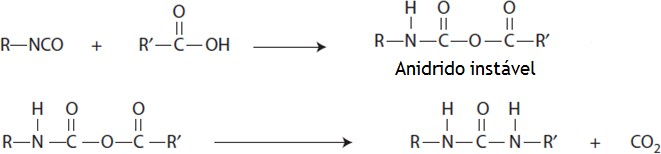 H O O
R—NCO + R′—C—OH R—N—C—O—C—R′
O
Anidrido instável
H O O H O H
R—N—C—O—C—R′ R—N—C—N—R′ + CO₂